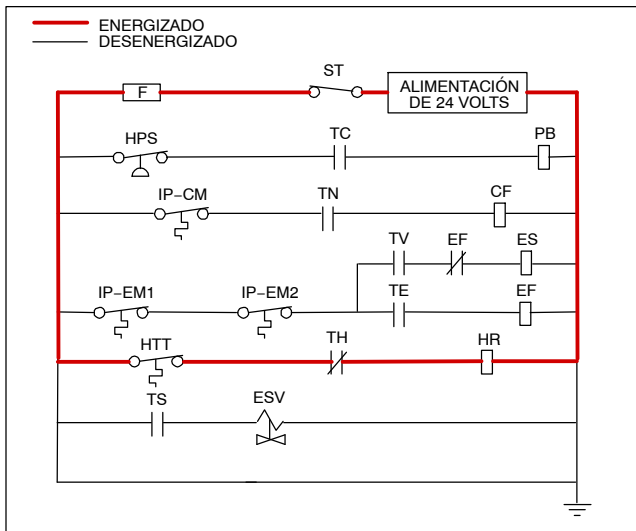 ENERGIZADO
DESENERGIZADO
F
ST
ALIMENTACIÓN
DE 24 VOLTS
HPS
TC
PB
IP-CM
TN
CF
TV
EF
ES
IP-EM1
IP-EM2
TE
EF
HTT
TH
HR
TS
ESV